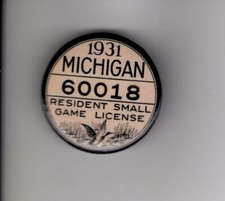 1931
MICHIGAN
60018
RESIDENT SMALL
GAME LICENSE